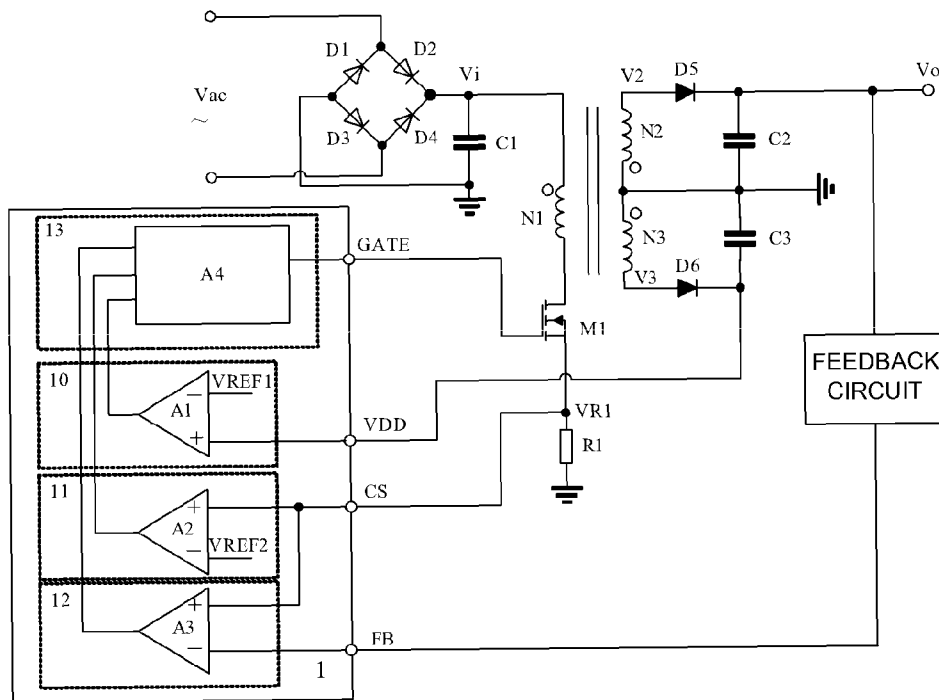 D1
D2
Vi
V2
D5
Vo
Vac
~
D3
D4
C1
N2
C2
N1
N3
C3
V3
D6
13
A4
GATE
M1
10
VREF1
−
A1
+
VDD
VR1
R1
FEEDBACK
CIRCUIT
11
+
A2
−
VREF2
CS
12
+
A3
−
FB
1